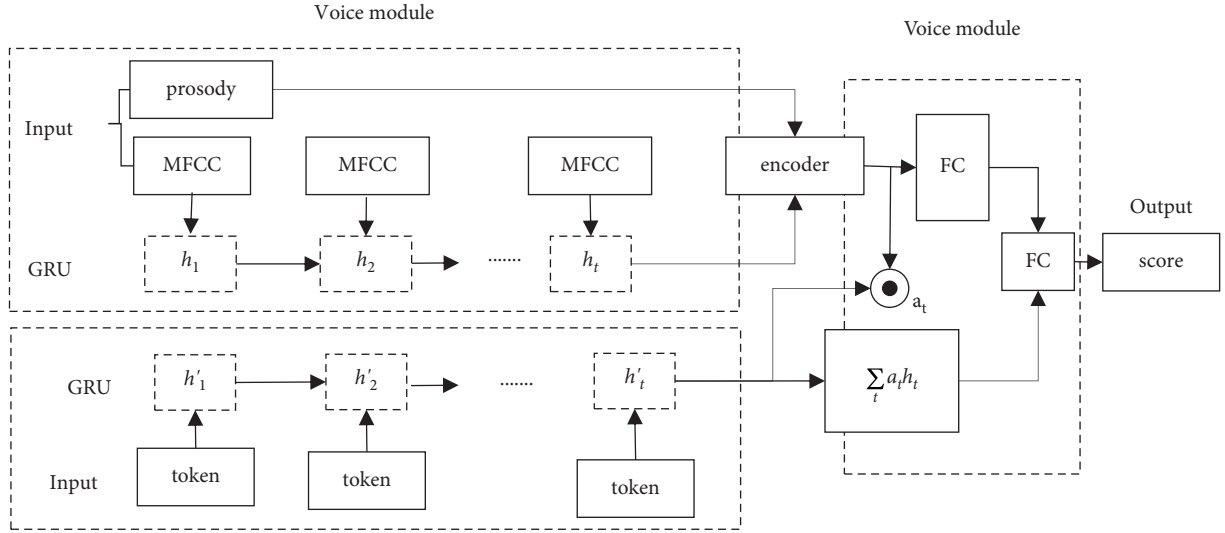 Voice module
Voice module
prosody
Input
MFCC MFCC MFCC
encoder
FC
Output
GRU
h1 h2 ....... ht
FC
score
at
GRU
h'1 h'2 ....... h't
∑t atht
Input
token token token